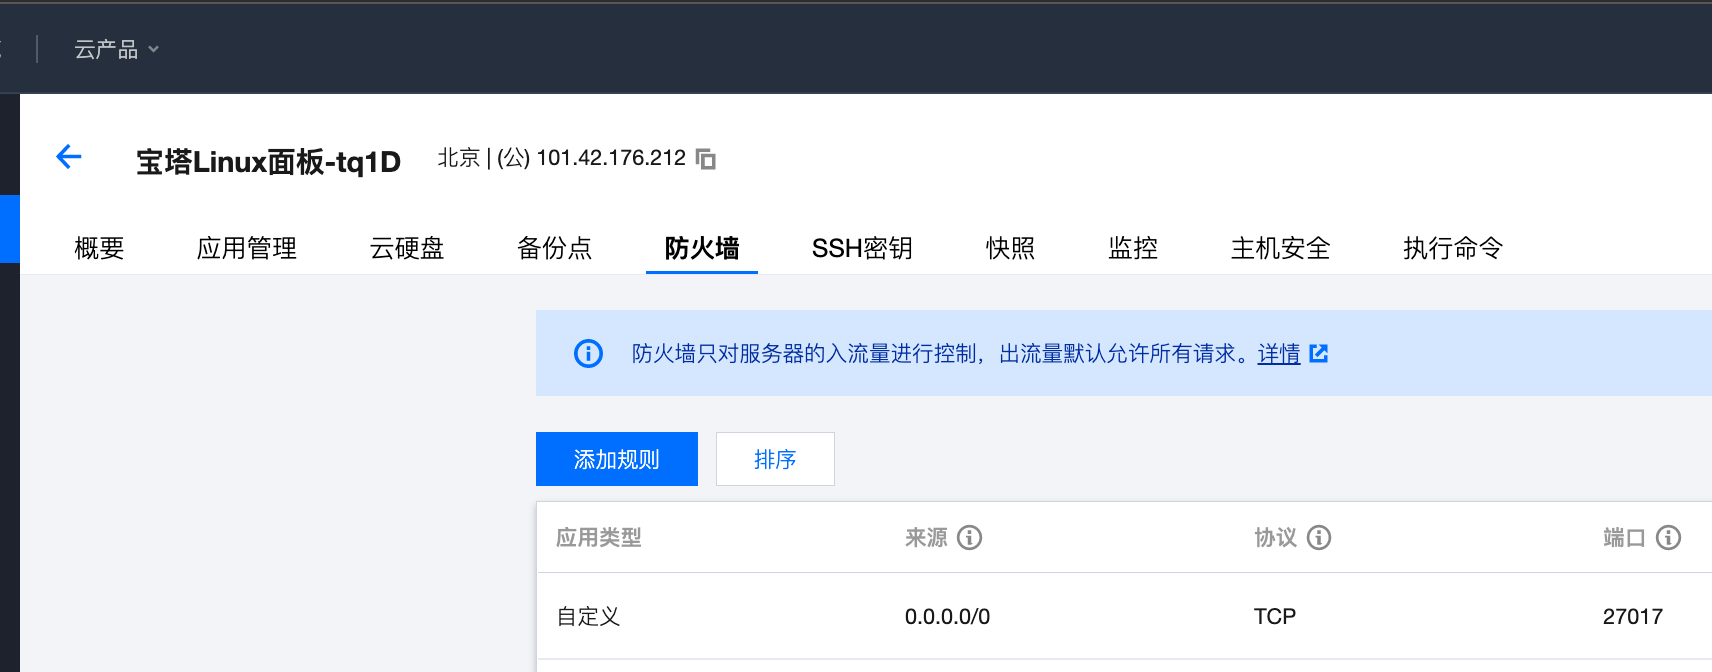 云产品
宝塔Linux面板-tq1D 北京 | (公) 101.42.176.212
概要 应用管理 云硬盘 备份点 防火墙 SSH密钥 快照 监控 主机安全 执行命令
防火墙只对服务器的入流量进行控制，出流量默认允许所有请求。详情
添加规则 排序
应用类型 来源 协议 端口
自定义 0.0.0.0/0 TCP 27017